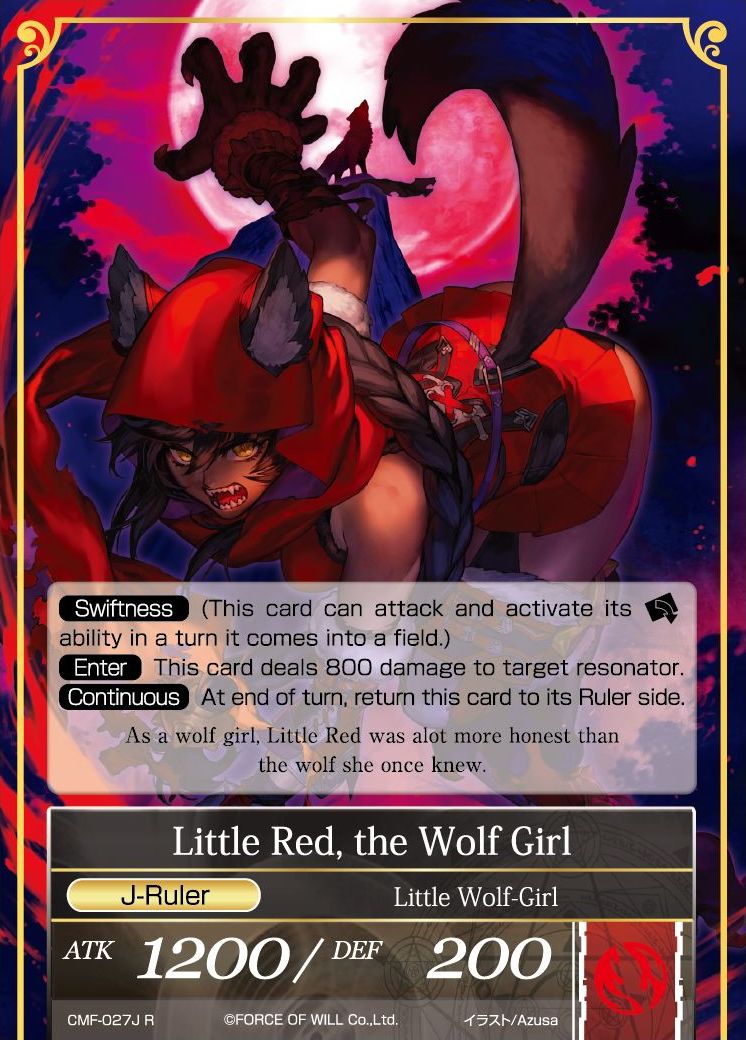 Swiftness (This card can attack and activate its
ability in a turn it comes into a field.)
Enter This card deals 800 damage to target resonator.
Continuous At end of turn, return this card to its Ruler side.
As a wolf girl, Little Red was alot more honest than
the wolf she once knew.
Little Red, the Wolf Girl
J-Ruler Little Wolf-Girl
ATK 1200/ DEF 200
CMF-027J R ©FORCE OF WILL Co.,Ltd. イラスト/Azusa